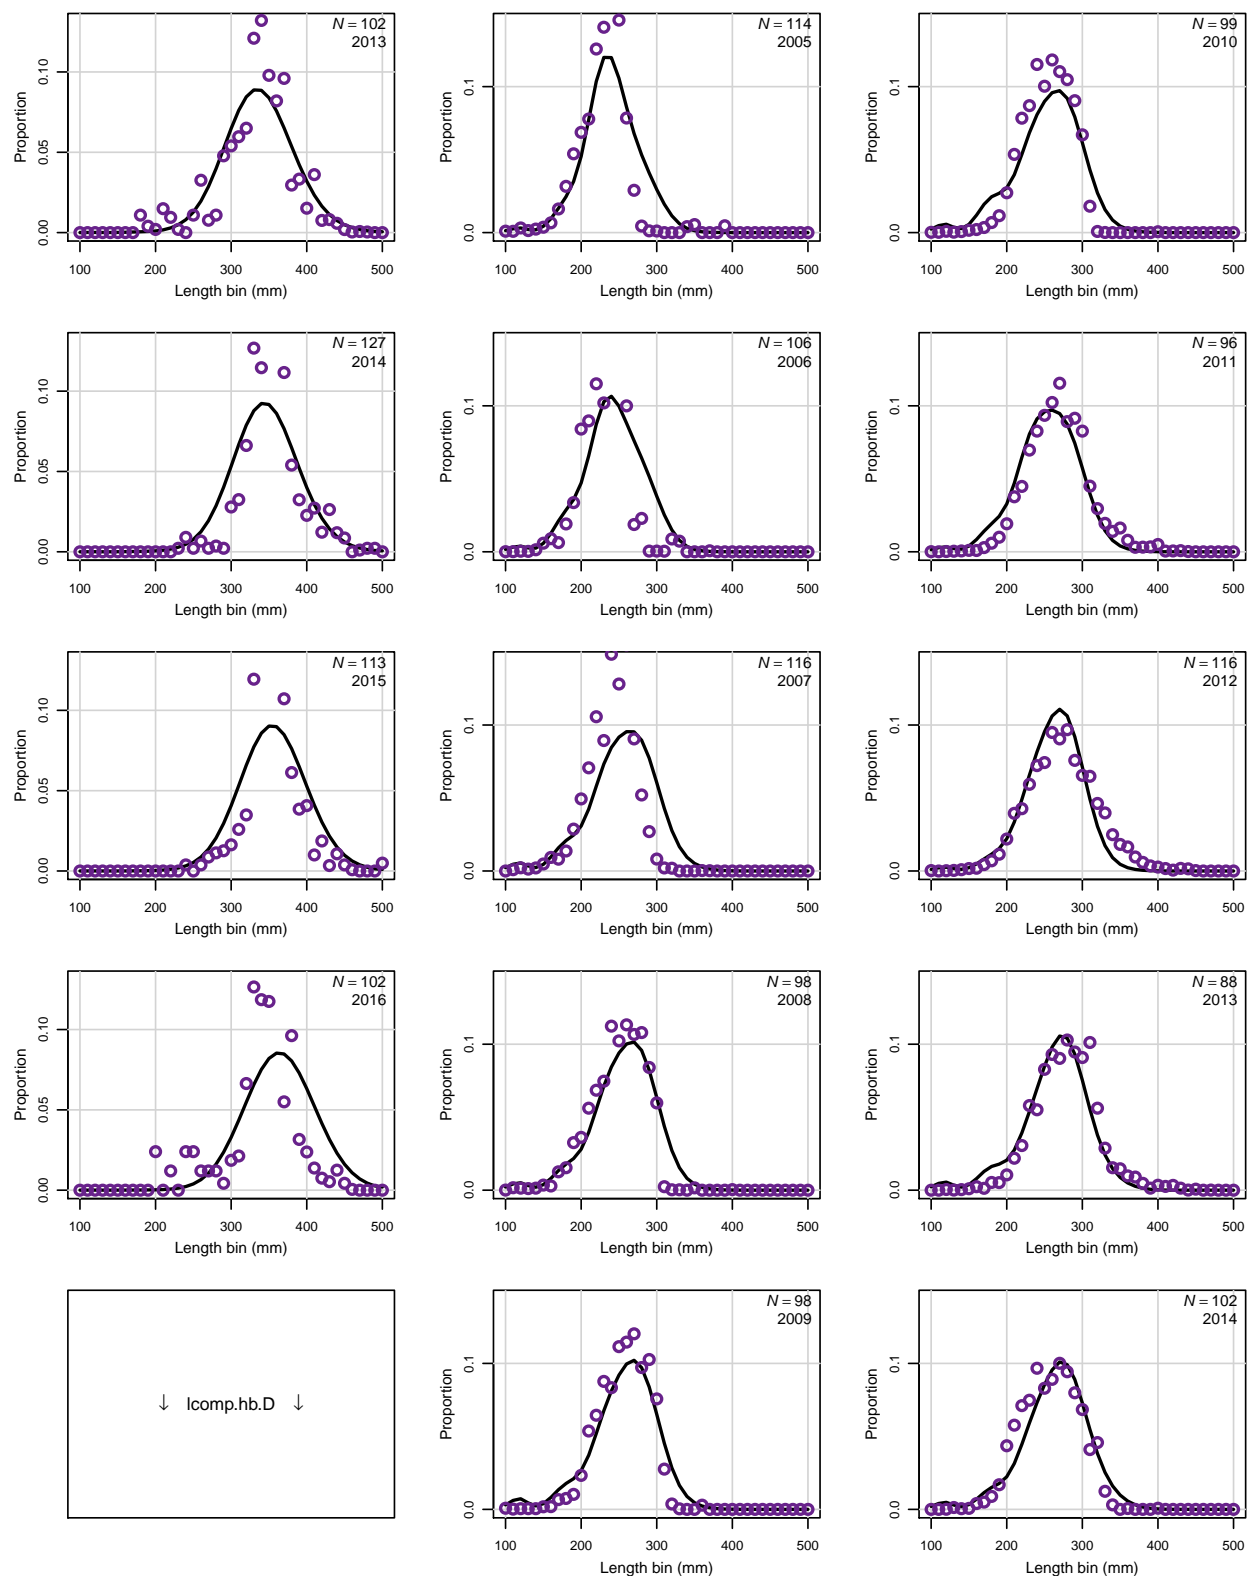 N = 102
2013
Proportion
0.00
0.05
0.10
100 200 300 400 500
Length bin (mm)
N = 127
2014
Proportion
0.00
0.05
0.10
100 200 300 400 500
Length bin (mm)
N = 113
2015
Proportion
0.00
0.05
0.10
100 200 300 400 500
Length bin (mm)
N = 102
2016
Proportion
0.00
0.05
0.10
100 200 300 400 500
Length bin (mm)
↓ lcomp.hb.D ↓
N = 114
2005
Proportion
0.0
0.1
100 200 300 400 500
Length bin (mm)
N = 106
2006
Proportion
0.0
0.1
100 200 300 400 500
Length bin (mm)
N = 116
2007
Proportion
0.0
0.1
100 200 300 400 500
Length bin (mm)
N = 98
2008
Proportion
0.0
0.1
100 200 300 400 500
Length bin (mm)
N = 98
2009
Proportion
0.0
0.1
100 200 300 400 500
Length bin (mm)
N = 99
2010
Proportion
0.0
0.1
100 200 300 400 500
Length bin (mm)
N = 96
2011
Proportion
0.0
0.1
100 200 300 400 500
Length bin (mm)
N = 116
2012
Proportion
0.0
0.1
100 200 300 400 500
Length bin (mm)
N = 88
2013
Proportion
0.0
0.1
100 200 300 400 500
Length bin (mm)
N = 102
2014
Proportion
0.0
0.1
100 200 300 400 500
Length bin (mm)